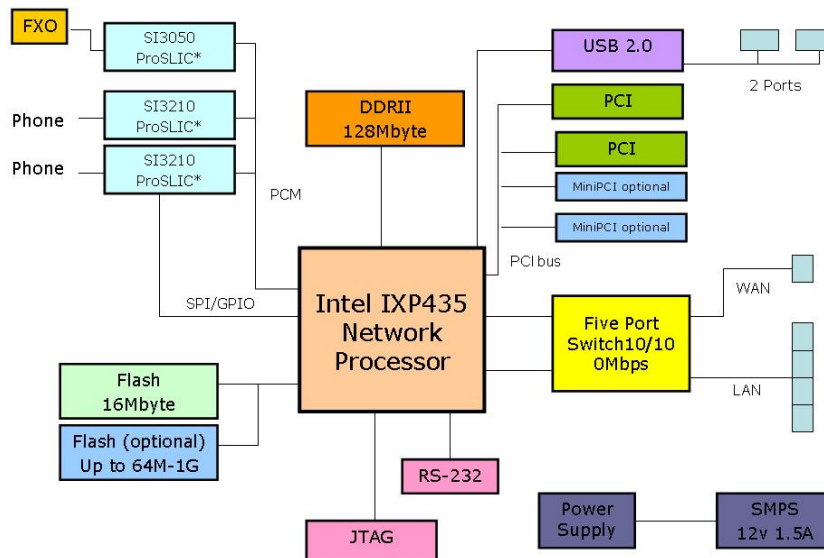 FXO
SI3050
ProSLIC*
SI3210
ProSLIC*
Phone
SI3210
ProSLIC*
Phone
PCM
SPI/GPIO
DDRII
128Mbyte
USB 2.0
2 Ports
PCI
PCI
MiniPCI optional
MiniPCI optional
PCI bus
Intel IXP435
Network
Processor
Five Port
Switch10/10
0Mbps
WAN
LAN
Flash
16Mbyte
Flash (optional)
Up to 64M-1G
RS-232
JTAG
Power
Supply
SMPS
12v 1.5A